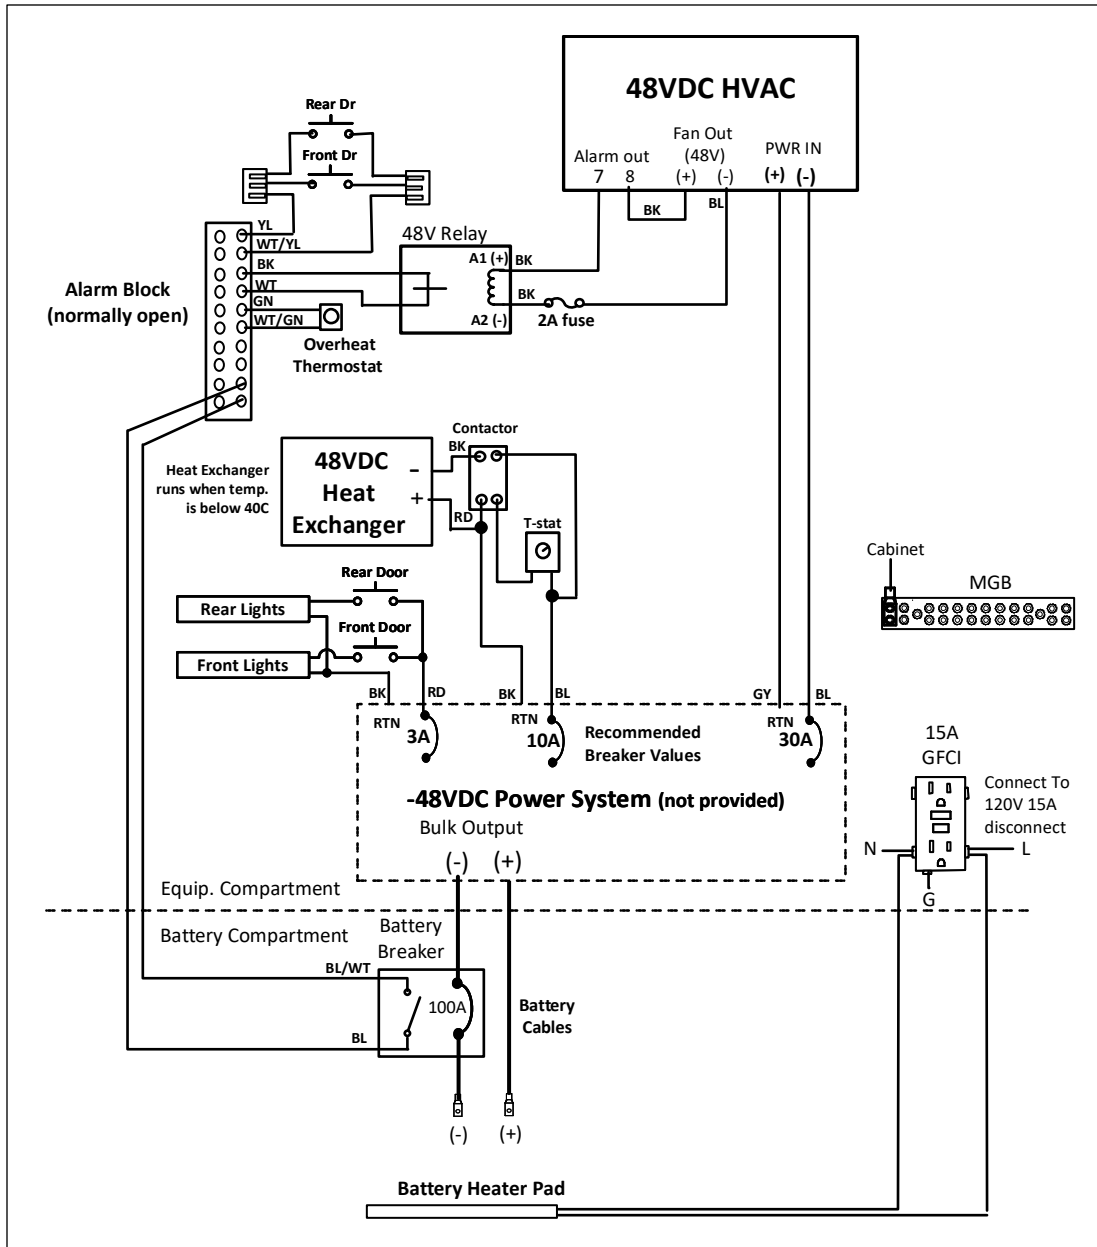 48VDC HVAC
Alarm out
7 8
Fan Out
(48V)
(+) (-)
PWR IN
(+) (-)
BK
BL
Rear Dr
Front Dr
YL
WT/YL
BK
WT
GN
WT/GN
Alarm Block
(normally open)
48V Relay
A1 (+)
BK
BK
A2 (-)
2A fuse
Overheat
Thermostat
Contactor
BK
48VDC
Heat
Exchanger
-
+
RD
Heat Exchanger
runs when temp.
is below 40C
T-stat
Cabinet
MGB
Rear Door
Rear Lights
Front Door
Front Lights
BK
RD
BK
BL
GY
BL
RTN
3A
RTN
10A
Recommended
Breaker Values
RTN
30A
-48VDC Power System (not provided)
Bulk Output
(-) (+)
15A
GFCI
Connect To
120V 15A
disconnect
N
L
G
Equip. Compartment
Battery Compartment
Battery
Breaker
BL/WT
100A
BL
Battery
Cables
(-) (+)
Battery Heater Pad